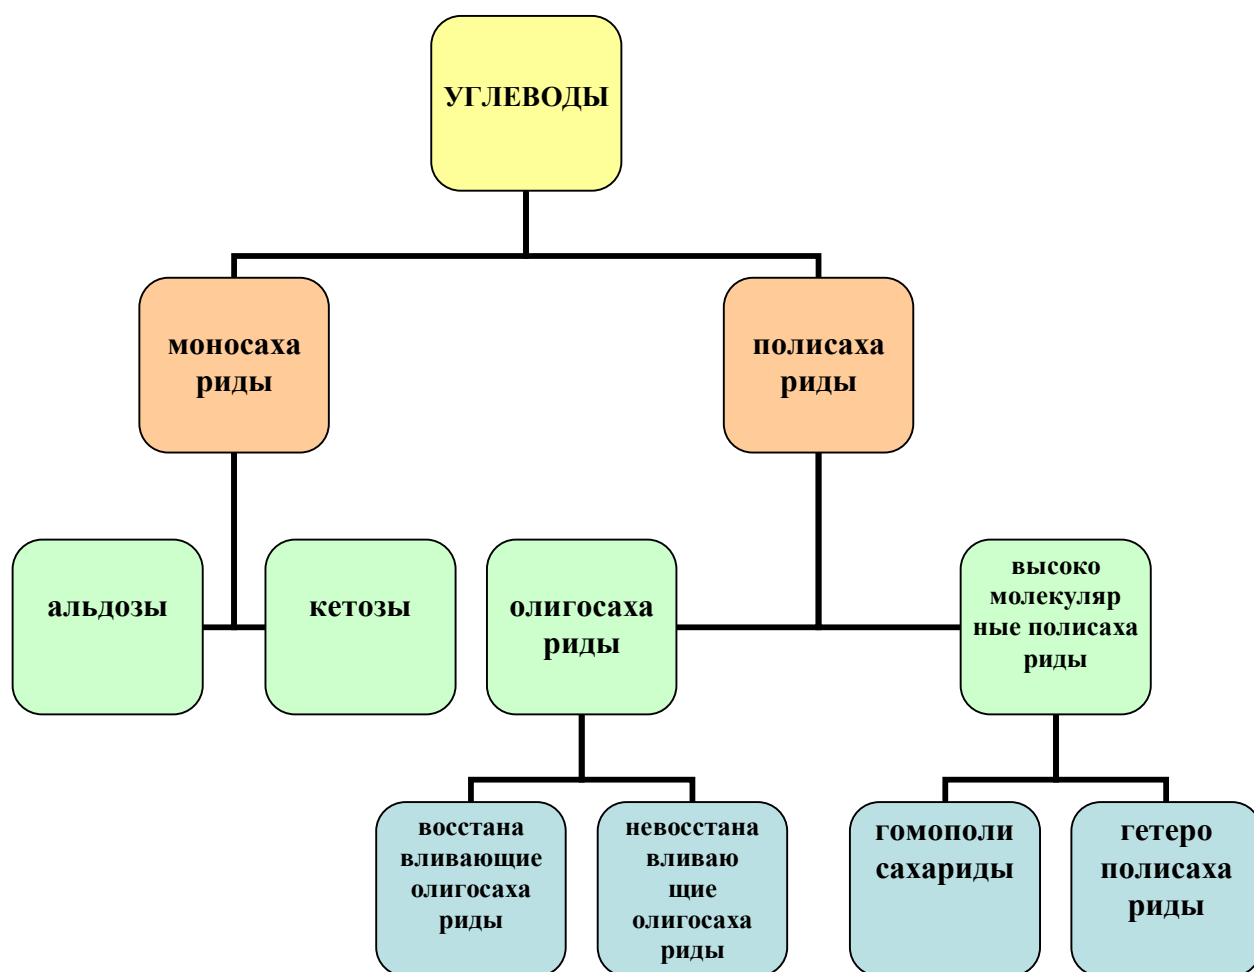 УГЛЕВОДЫ
моносаха
риды
полисаха
риды
альдозы
кетозы
олигосаха
риды
высоко
молекуляр
ные полисаха
риды
восстана
вливающие
олигосаха
риды
невосстана
вливаю
щие
олигосаха
риды
гомополи
сахариды
гетеро
полисаха
риды